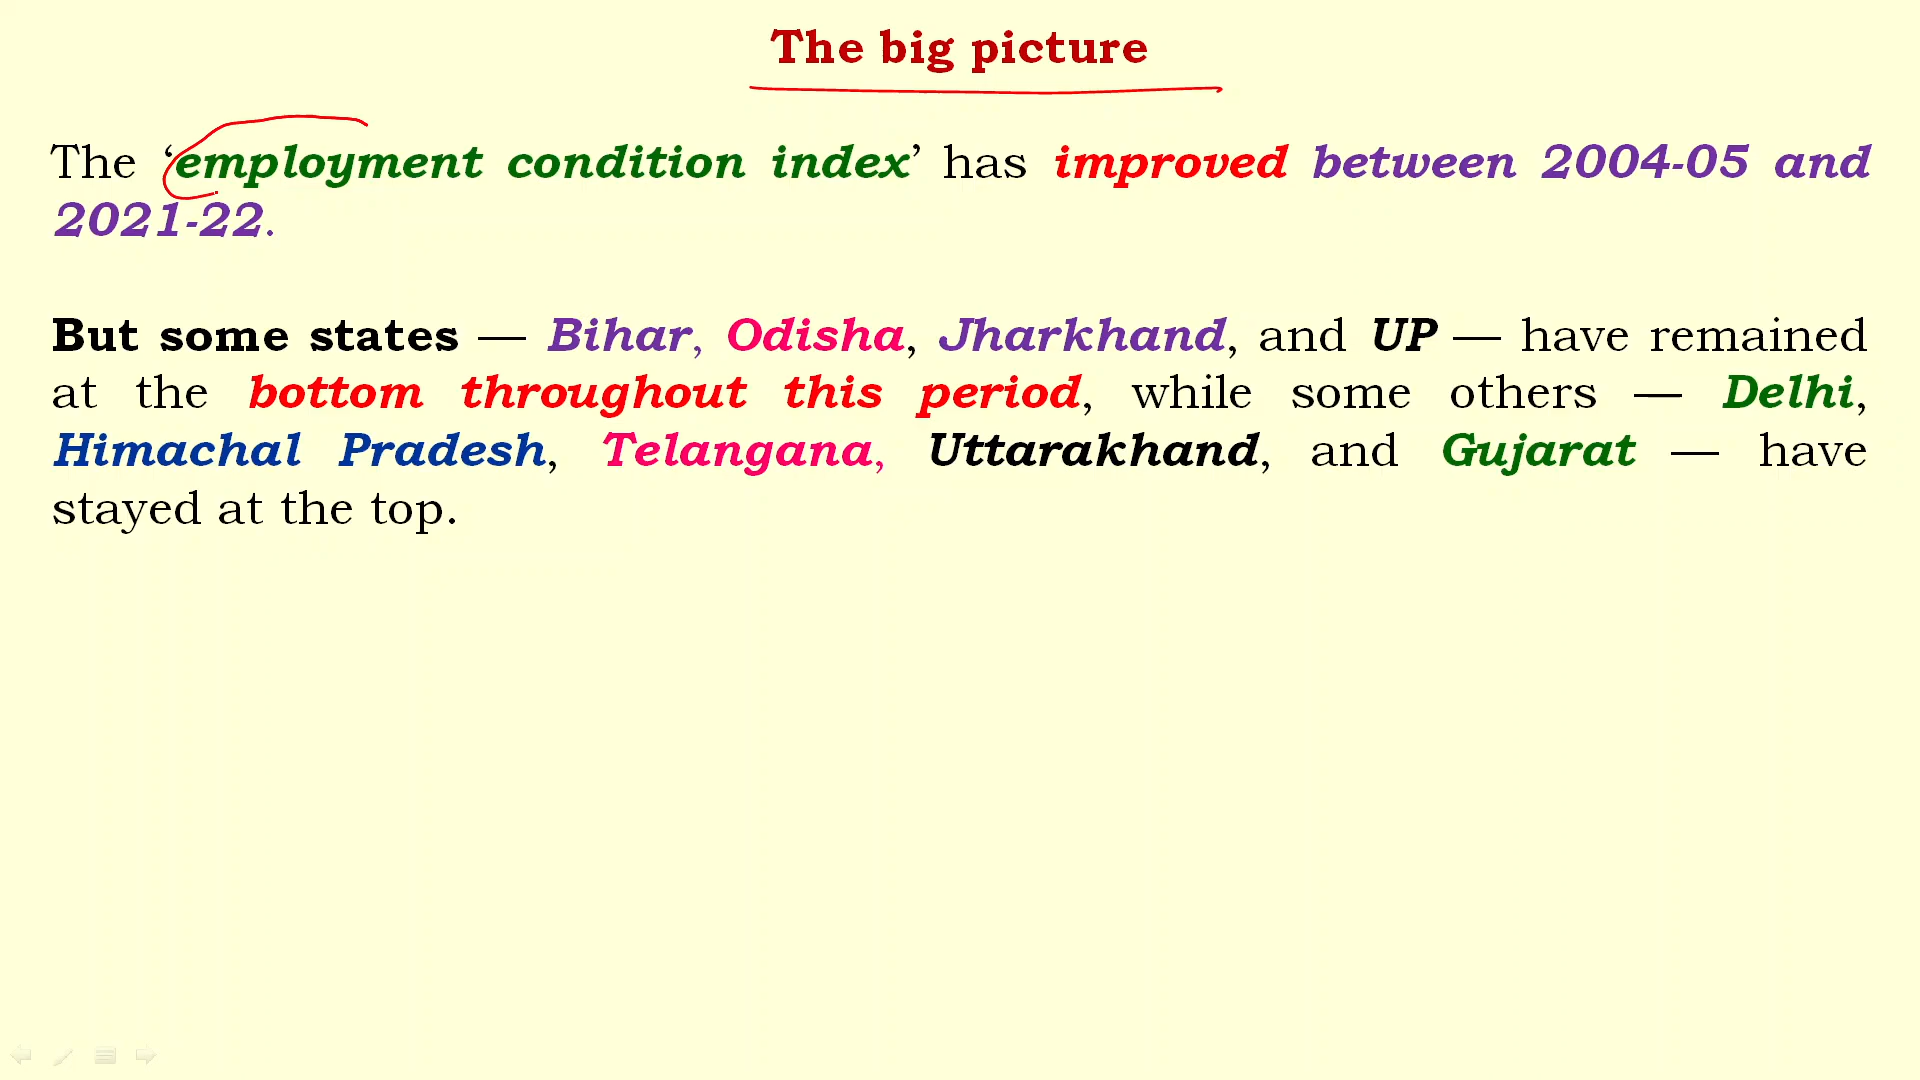 The big picture
The ‘employment condition index’ has improved between 2004-05 and
2021-22.
But some states — Bihar, Odisha, Jharkhand, and UP — have remained
at the bottom throughout this period, while some others — Delhi,
Himachal Pradesh, Telangana, Uttarakhand, and Gujarat — have
stayed at the top.